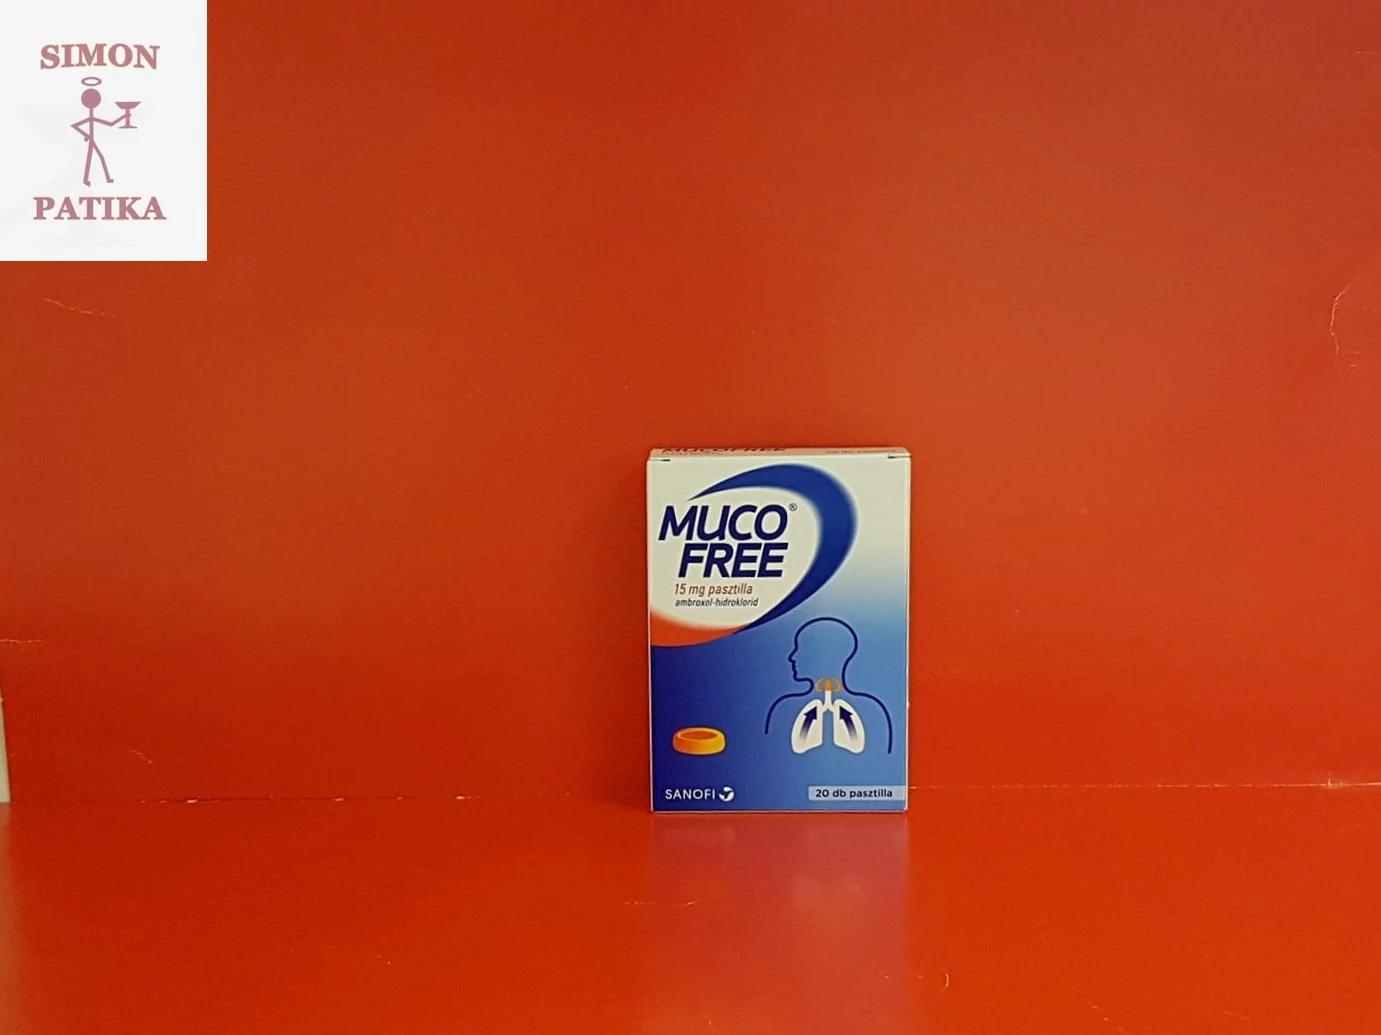 SIMON
PATIKA
MUCO®
FREE
15 mg pasztilla
ambroxol-hidroklorid
SANOFI
20 db pasztilla